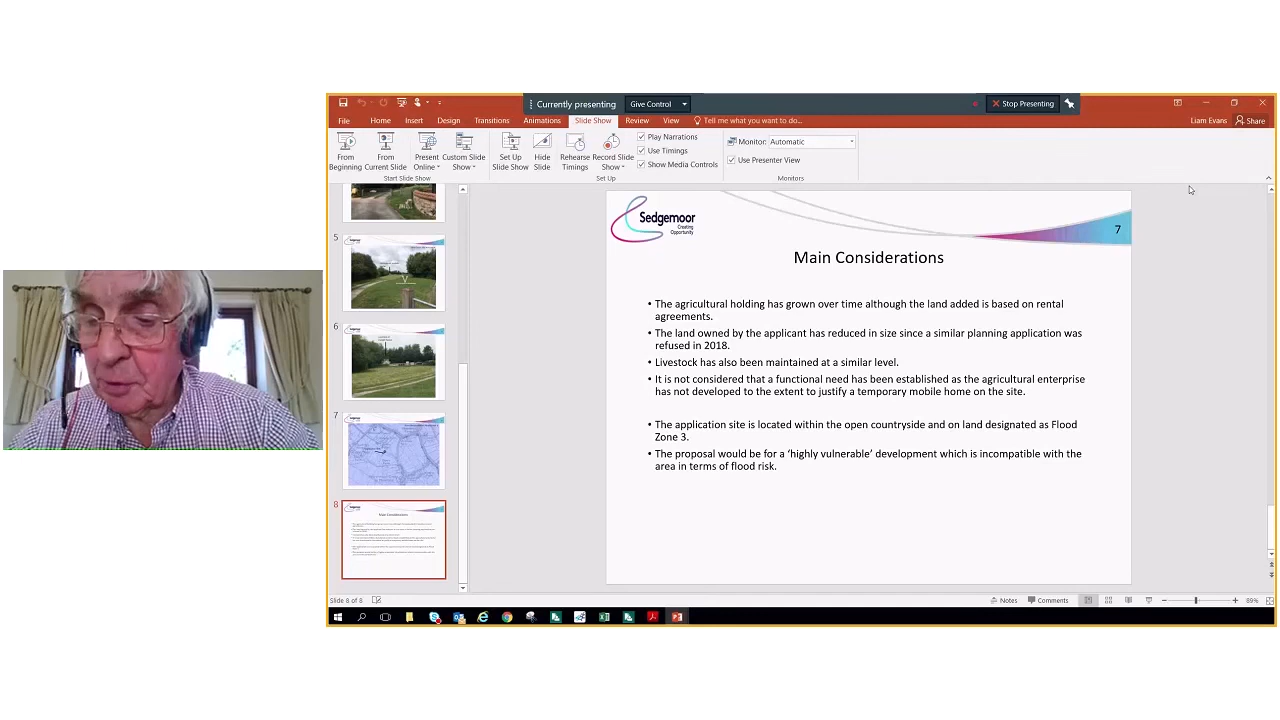 Currently presenting
Give Control
Stop Presenting
File
Home
Insert
Design
Transitions
Animations
Slide Show
Review
View
Tell me what you want to do...
Liam Evans
Share
From Beginning
From Current Slide
Present Online
Custom Slide Show
Set Up Slide Show
Hide Slide
Rehearse Timings
Record Slide Show
Play Narrations
Use Timings
Show Media Controls
Monitor: Automatic
Use Presenter View
Start Slide Show
Set Up
Monitors
5
6
7
8
Main Considerations
Sedgemoor
Creating
Opportunity
7
Main Considerations
• The agricultural holding has grown over time although the land added is based on rental
agreements.
• The land owned by the applicant has reduced in size since a similar planning application was
refused in 2018.
• Livestock has also been maintained at a similar level.
• It is not considered that a functional need has been established as the agricultural enterprise
has not developed to the extent to justify a temporary mobile home on the site.
• The application site is located within the open countryside and on land designated as Flood
Zone 3.
• The proposal would be for a ‘highly vulnerable’ development which is incompatible with the
area in terms of flood risk.
Slide 8 of 8
Notes
Comments
89%